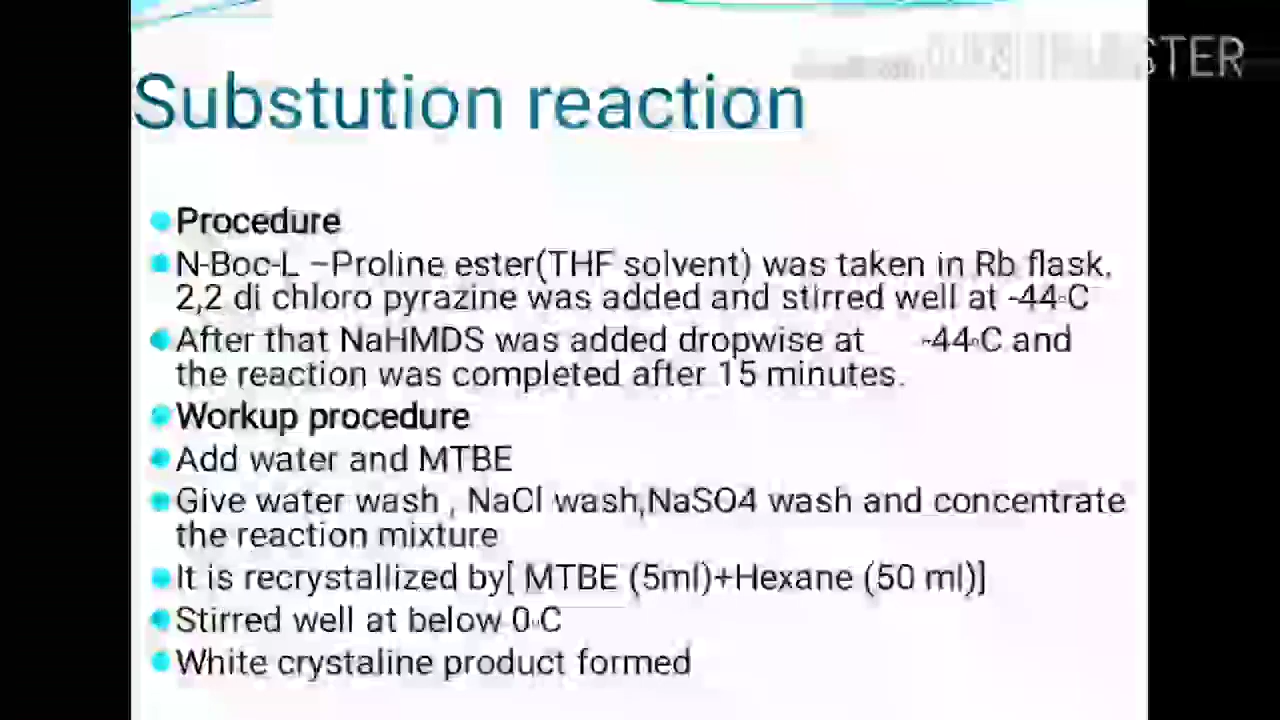 STER
Substution reaction
Procedure
N-Boc-L –Proline ester(THF solvent) was taken in Rb flask.
2,2 di chloro pyrazine was added and stirred well at -44◦C
After that NaHMDS was added dropwise at -44◦C and
the reaction was completed after 15 minutes.
Workup procedure
Add water and MTBE
Give water wash , NaCl wash,NaSO4 wash and concentrate
the reaction mixture
It is recrystallized by[ MTBE (5ml)+Hexane (50 ml)]
Stirred well at below 0◦C
White crystaline product formed